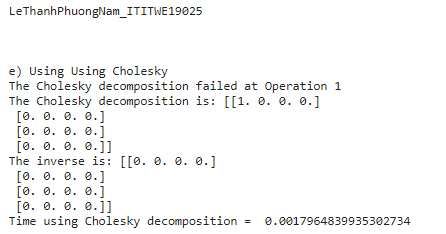 LeThanhPhuongNam_ITITWE19025
e) Using Using Cholesky
The Cholesky decomposition failed at Operation 1
The Cholesky decomposition is: [[1. 0. 0. 0.]
[0. 0. 0. 0.]
[0. 0. 0. 0.]
[0. 0. 0. 0.]]
The inverse is: [[0. 0. 0. 0.]
[0. 0. 0. 0.]
[0. 0. 0. 0.]
[0. 0. 0. 0.]]
Time using Cholesky decomposition =  0.0017964839935302734